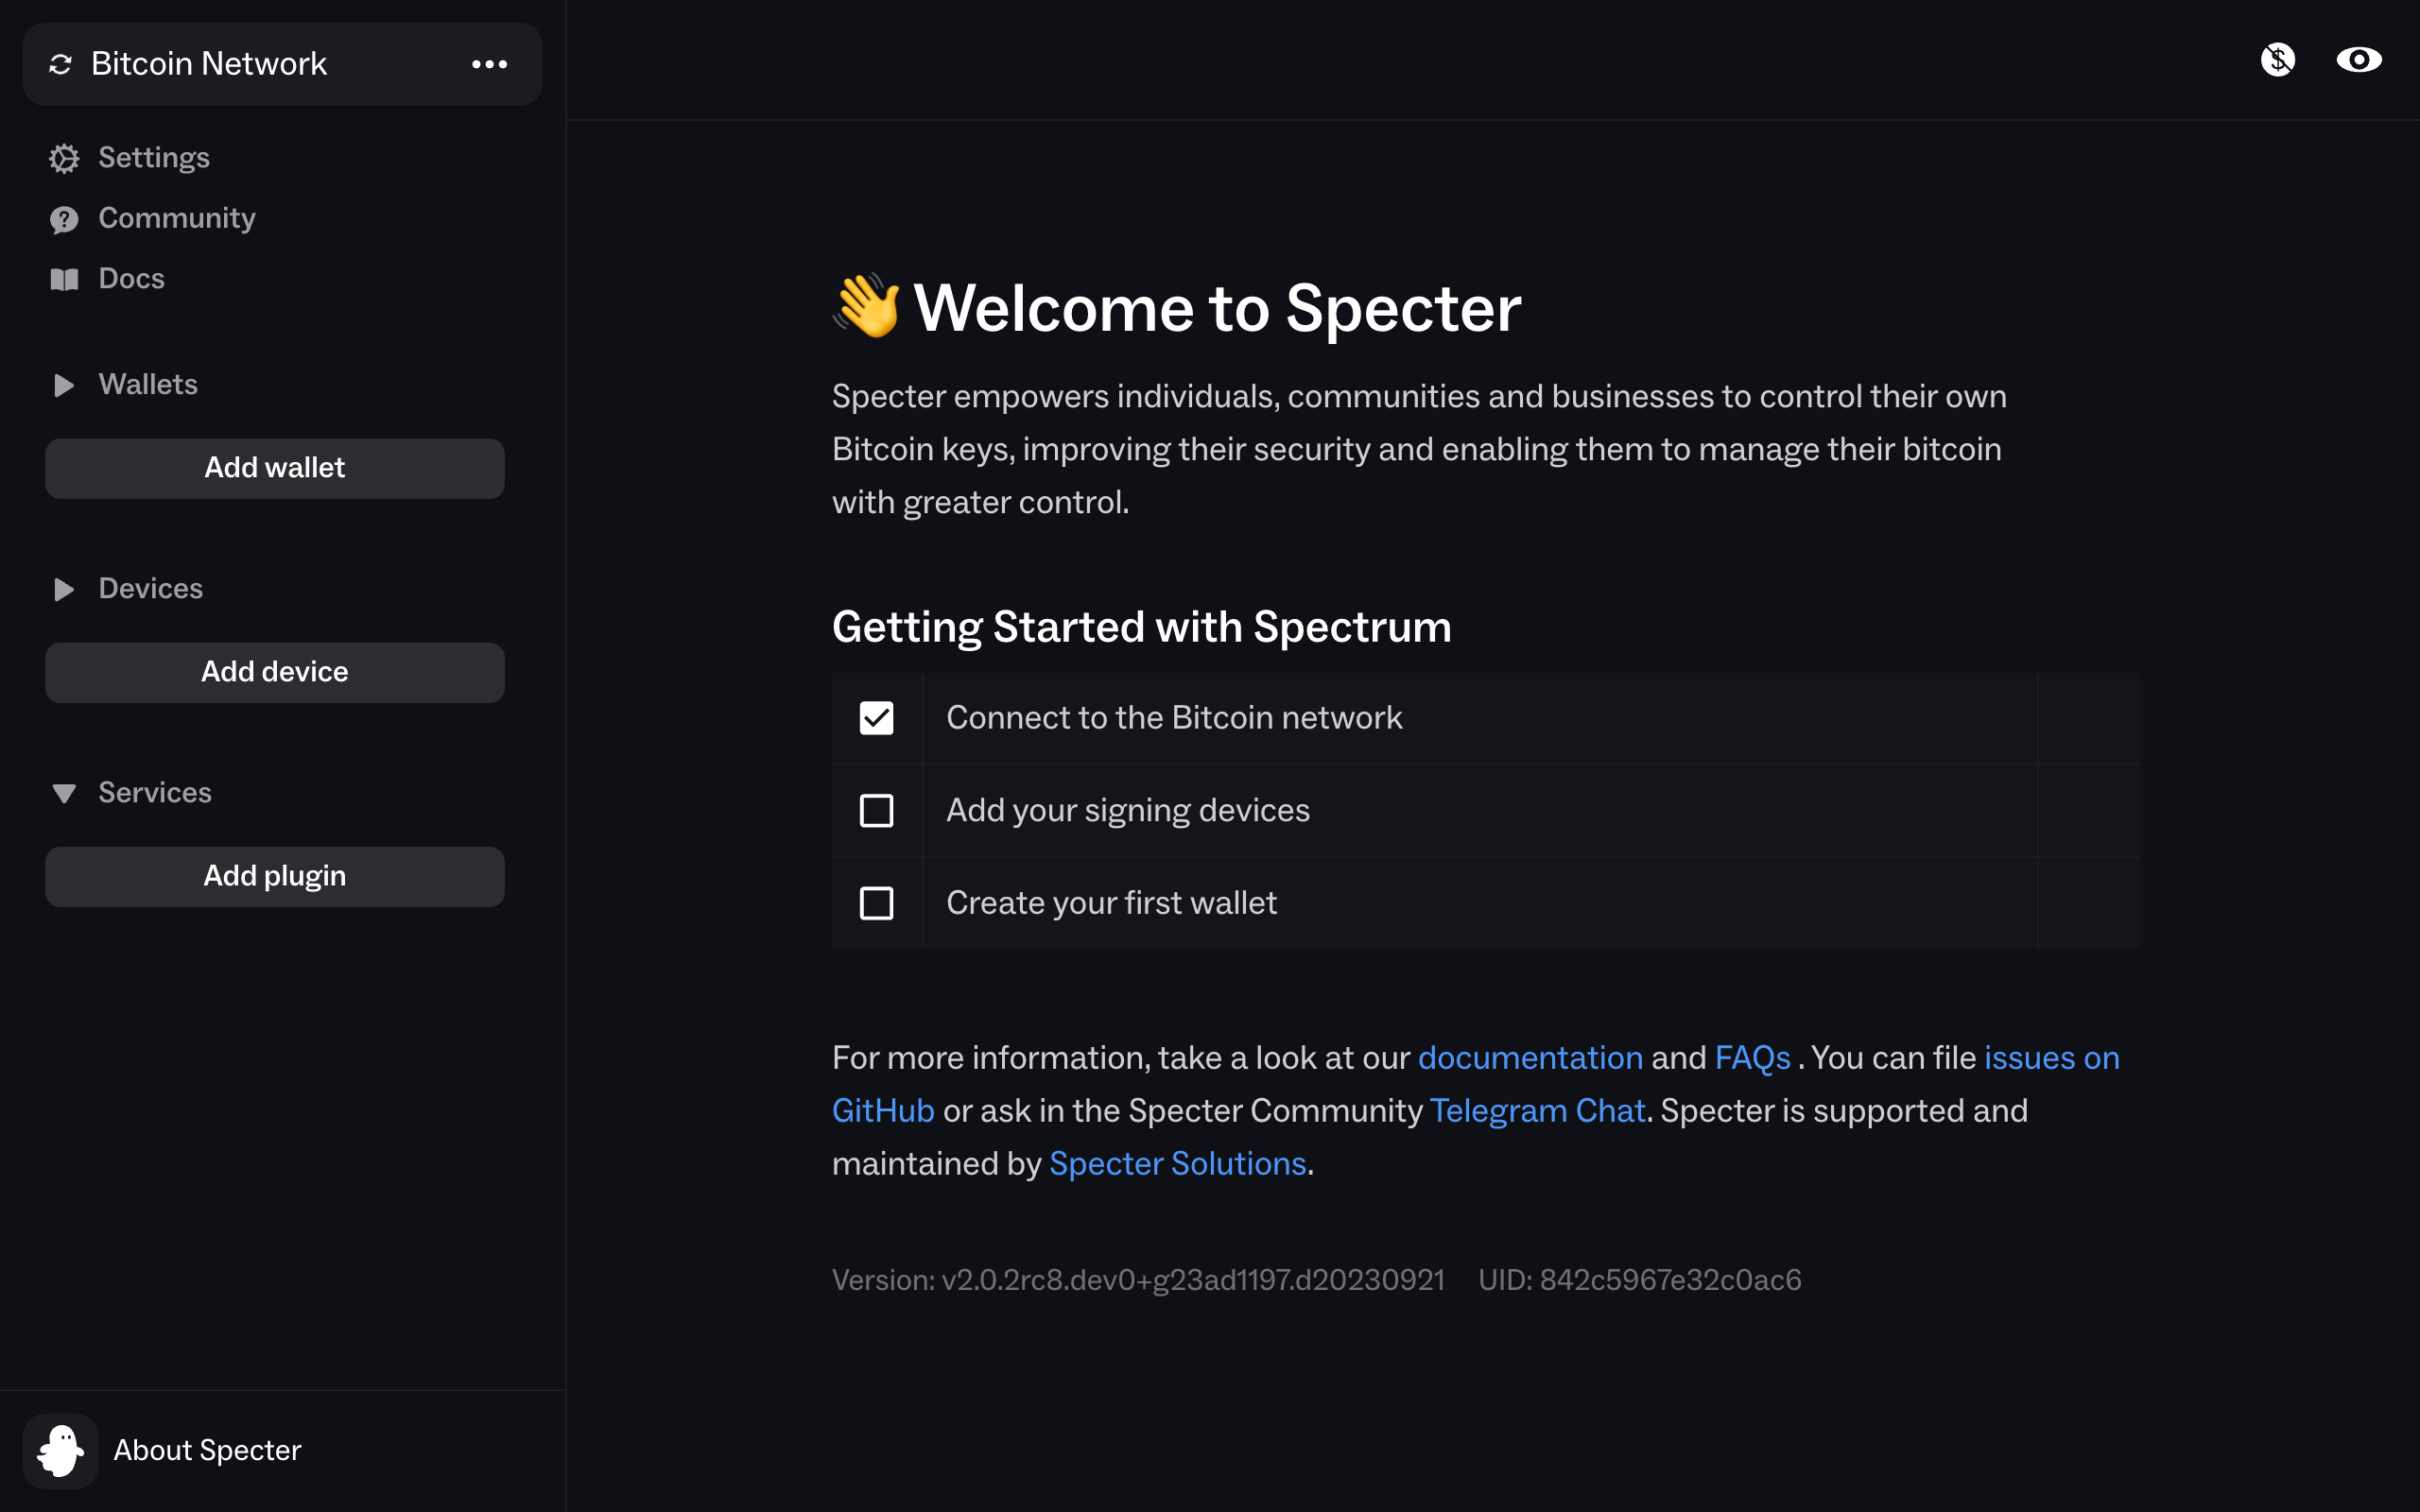 Bitcoin Network
Settings
Community
Docs
Wallets
Add wallet
Devices
Add device
Services
Add plugin
About Specter
👋 Welcome to Specter
Specter empowers individuals, communities and businesses to control their own
Bitcoin keys, improving their security and enabling them to manage their bitcoin
with greater control.
Getting Started with Spectrum
Connect to the Bitcoin network
Add your signing devices
Create your first wallet
For more information, take a look at our documentation and FAQs . You can file issues on
GitHub or ask in the Specter Community Telegram Chat. Specter is supported and
maintained by Specter Solutions.
Version: v2.0.2rc8.dev0+g23ad1197.d20230921 UID: 842c5967e32c0ac6